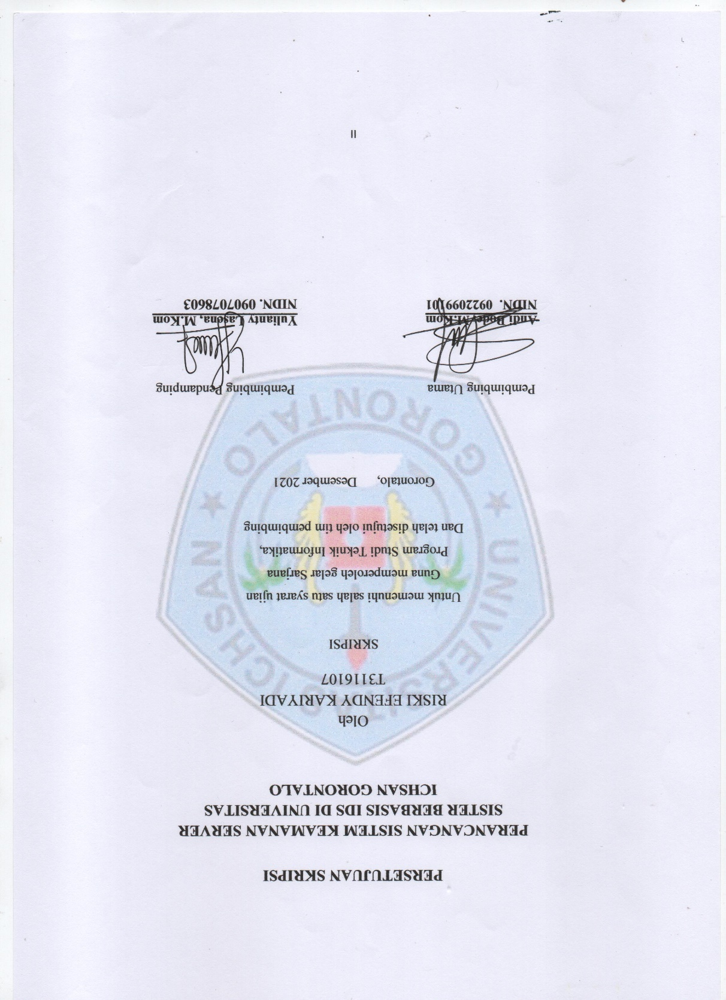 PERSETUJUAN SKRIPSI
PERANCANGAN SISTEM KEAMANAN SERVER
SISTER BERBASIS IDS DI UNIVERSITAS
ICHSAN GORONTALO
Oleh
RISKI EFENDY KARIYADI
T3116107
SKRIPSI
Untuk memenuhi salah satu syarat ujian
Guna memperoleh gelar Sarjana
Program Studi Teknik Informatika,
Dan telah disetujui oleh tim pembimbing
Gorontalo, Desember 2021
UNIVERSITAS ICHSAN
GORONTALO
Pembimbing Utama
Andi Bode, M.Kom
NIDN. 0922099101
Pembimbing Pendamping
Yulianty Lasena, M.Kom
NIDN. 0907078603
II